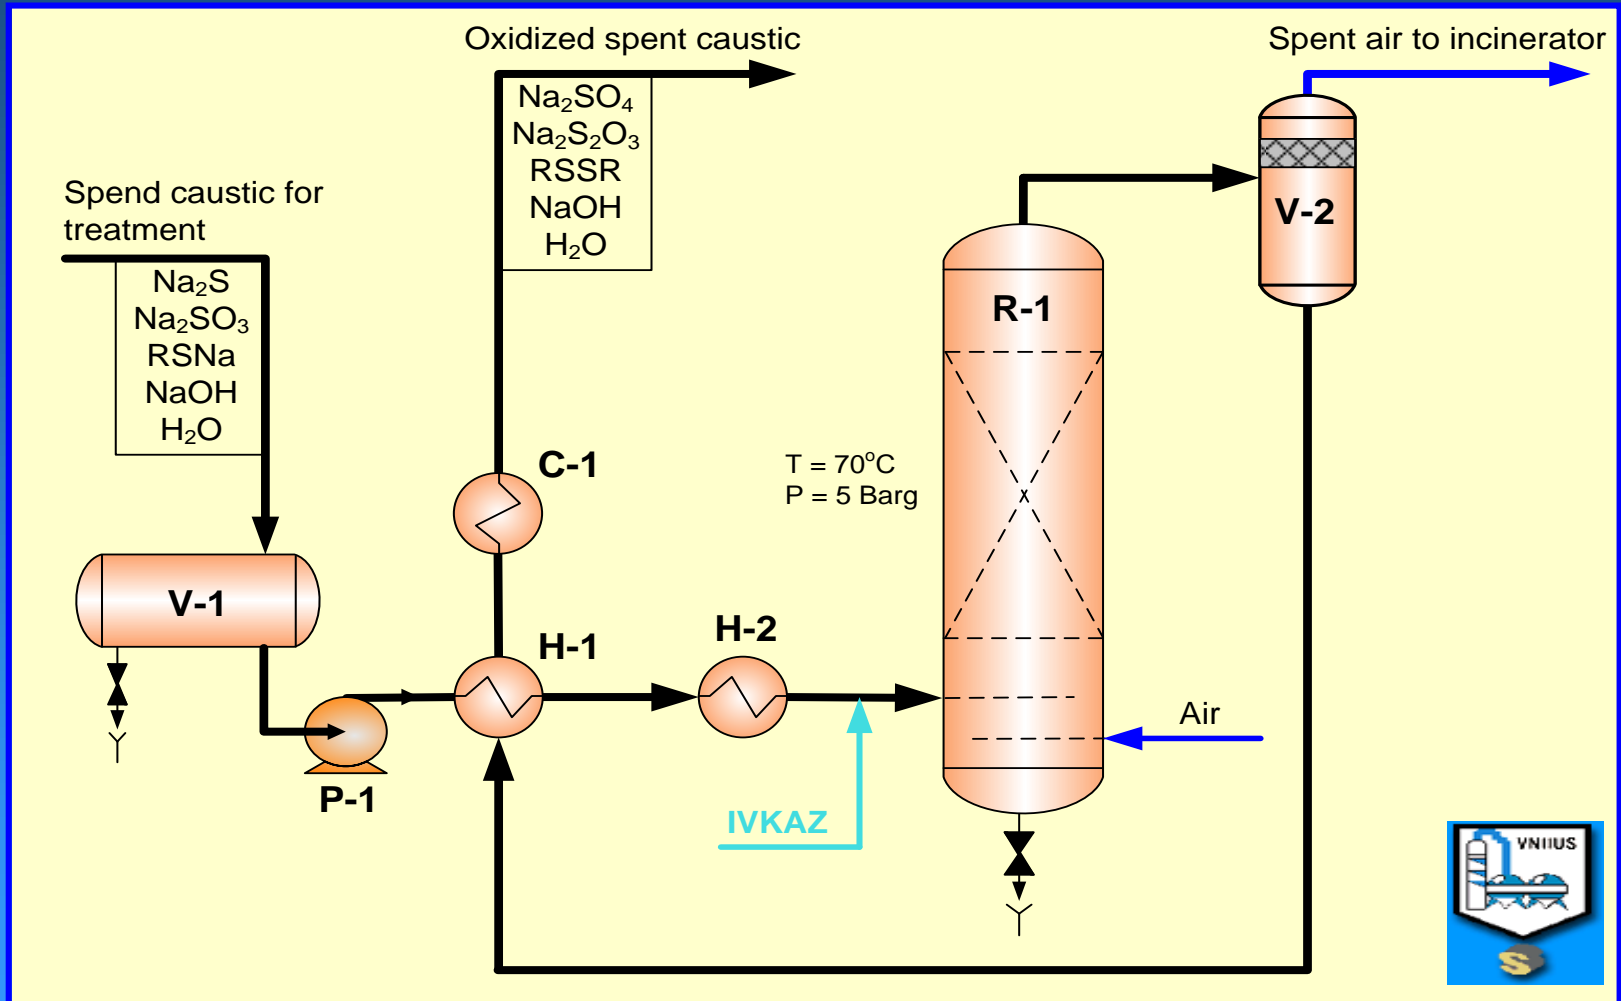 Oxidized spent caustic
Spent air to incinerator
Na₂SO₄
Na₂S₂O₃
RSSR
NaOH
H₂O
Spend caustic for
treatment
Na₂S
Na₂SO₃
RSNa
NaOH
H₂O
V-2
R-1
C-1
T = 70°C
P = 5 Barg
V-1
H-1
H-2
Air
P-1
IVKAZ
VNIIUS
S